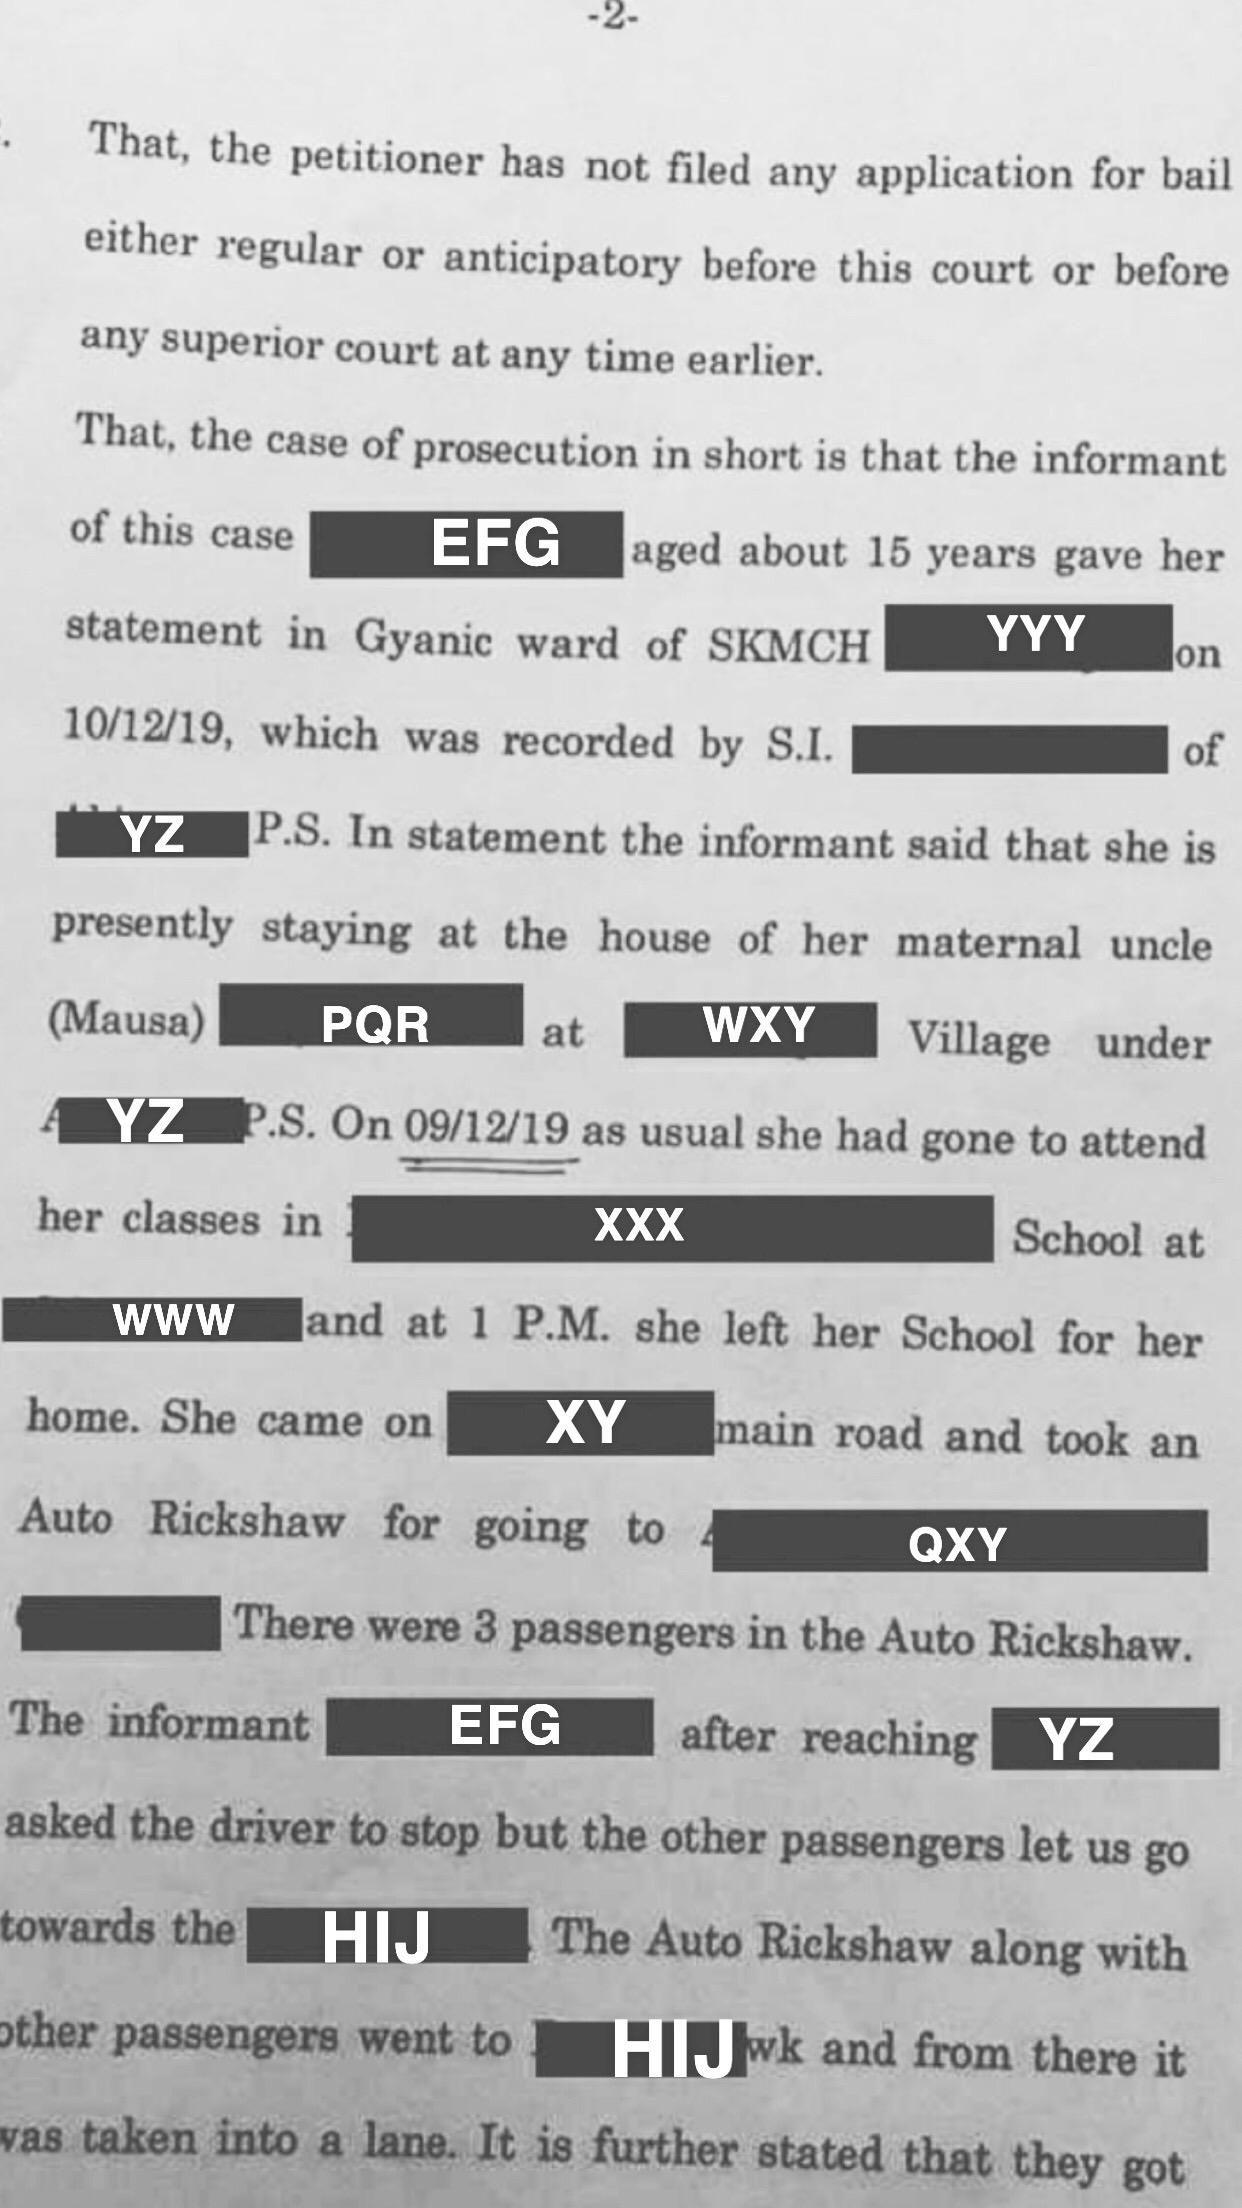 -2-
That, the petitioner has not filed any application for bail
either regular or anticipatory before this court or before
any superior court at any time earlier.
That, the case of prosecution in short is that the informant
of this case EFG aged about 15 years gave her
statement in Gyanic ward of SKMCH YYY on
10/12/19, which was recorded by S.I. of
YZ P.S. In statement the informant said that she is
presently staying at the house of her maternal uncle
(Mausa) PQR at WXY Village under
YZ P.S. On 09/12/19 as usual she had gone to attend
her classes in XXX School at
WWW and at 1 P.M. she left her School for her
home. She came on XY main road and took an
Auto Rickshaw for going to QXY
There were 3 passengers in the Auto Rickshaw.
The informant EFG after reaching YZ
asked the driver to stop but the other passengers let us go
towards the HIJ The Auto Rickshaw along with
other passengers went to HIJ wk and from there it
was taken into a lane. It is further stated that they got